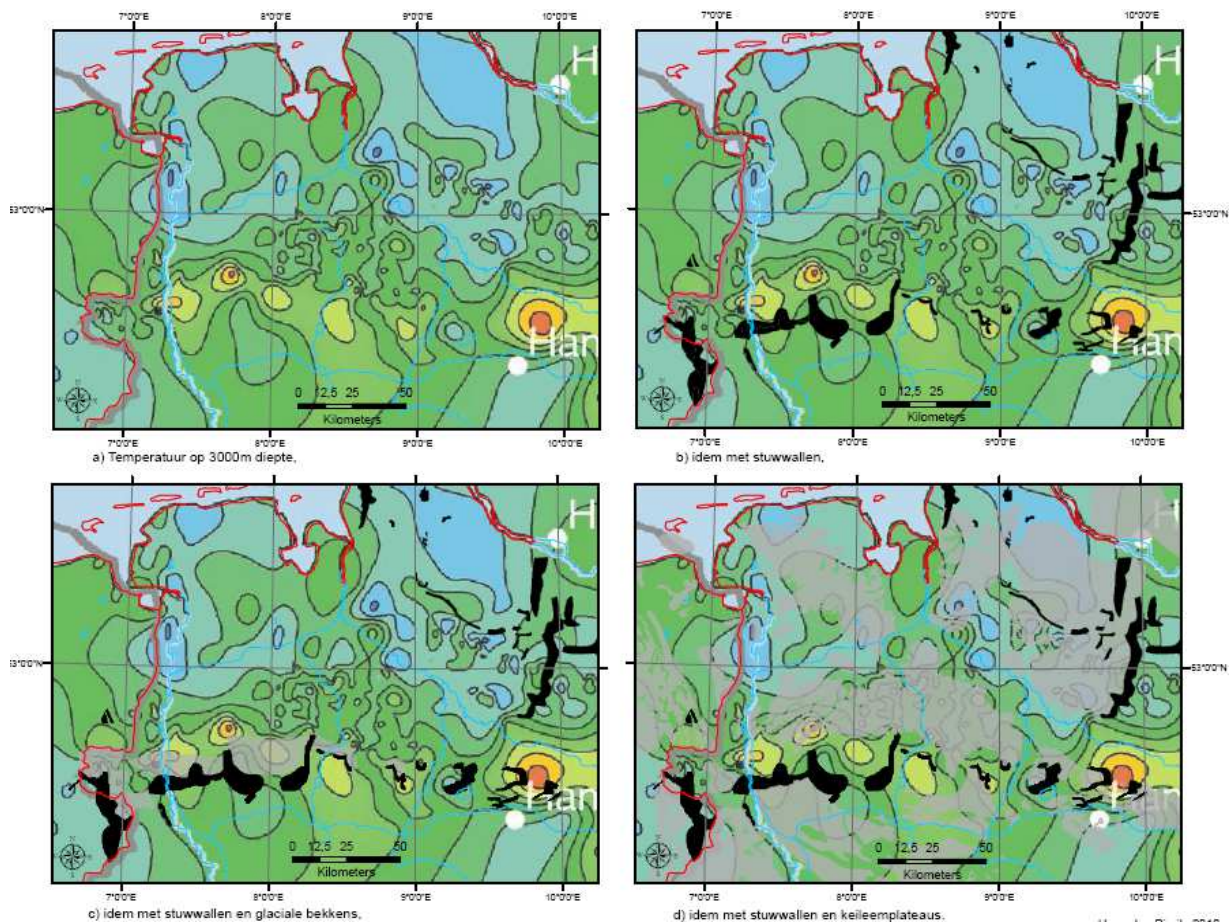 7°0'0"E 8°0'0"E 9°0'0"E 10°0'0"E
H
53°0'0"N
Han
0 12,5 25 50
Kilometers
7°0'0"E 8°0'0"E 9°0'0"E 10°0'0"E
a) Temperatuur op 3000m diepte,
7°0'0"E 8°0'0"E 9°0'0"E 10°0'0"E
H
53°0'0"N
Han
0 12,5 25 50
Kilometers
7°0'0"E 8°0'0"E 9°0'0"E 10°0'0"E
b) idem met stuwwallen,
H
53°0'0"N
Han
0 12,5 25 50
Kilometers
7°0'0"E 8°0'0"E 9°0'0"E 10°0'0"E
c) idem met stuwwallen en glaciale bekkens,
H
53°0'0"N
Han
0 12,5 25 50
Kilometers
7°0'0"E 8°0'0"E 9°0'0"E 10°0'0"E
d) idem met stuwwallen en keileemplateaus.